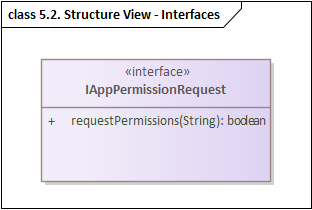 class 5.2. Structure View - Interfaces
«interface»
IAppPermissionRequest
+ requestPermissions(String): boolean